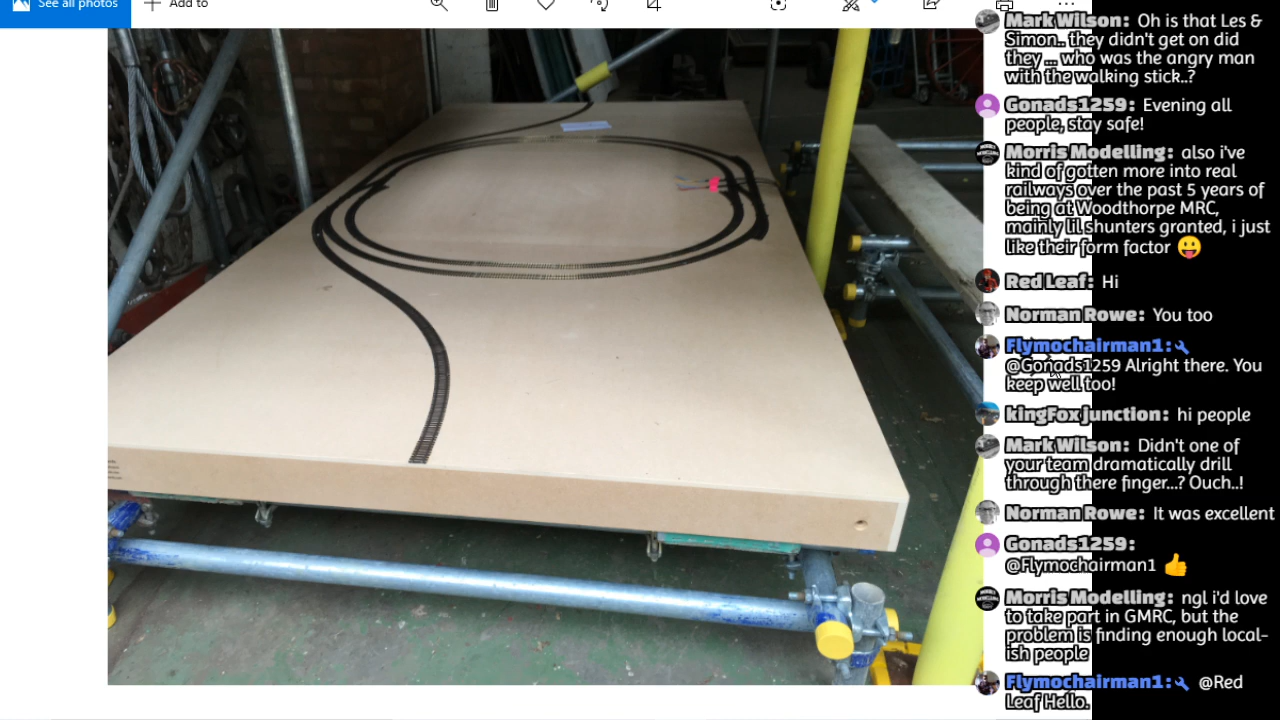 See all photos
Add to
Mark Wilson: Oh is that Les &
Simon.. they didn't get on did
they ... who was the angry man
with the walking stick..?
Gonads1259: Evening all
people, stay safe!
Morris Modelling: also i've
kind of gotten more into real
railways over the past 5 years of
being at Woodthorpe MRC,
mainly lil shunters granted, i just
like their form factor 😛
Red Leaf: Hi
Norman Rowe: You too
Flymochairman1:
@Gonads1259 Alright there. You
keep well too!
kingFox junction: hi people
Mark Wilson: Didn't one of
your team dramatically drill
through there finger...? Ouch..!
Norman Rowe: It was excellent
Gonads1259:
@Flymochairman1 👍
Morris Modelling: ngl i'd love
to take part in GMRC, but the
problem is finding enough local-
ish people
Flymochairman1: @Red
Leaf Hello.